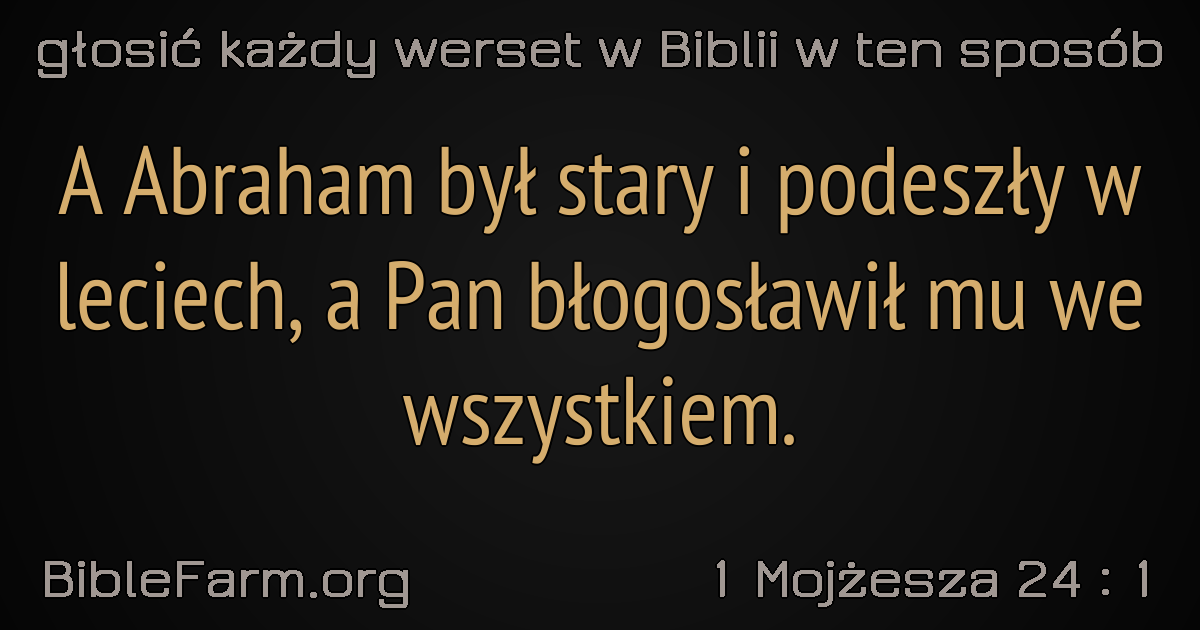 głosić każdy werset w Biblii w ten sposób
A Abraham był stary i podeszły w
leciech, a Pan błogosławił mu we
wszystkiem.
BibleFarm.org
1 Mojżesza 24 : 1